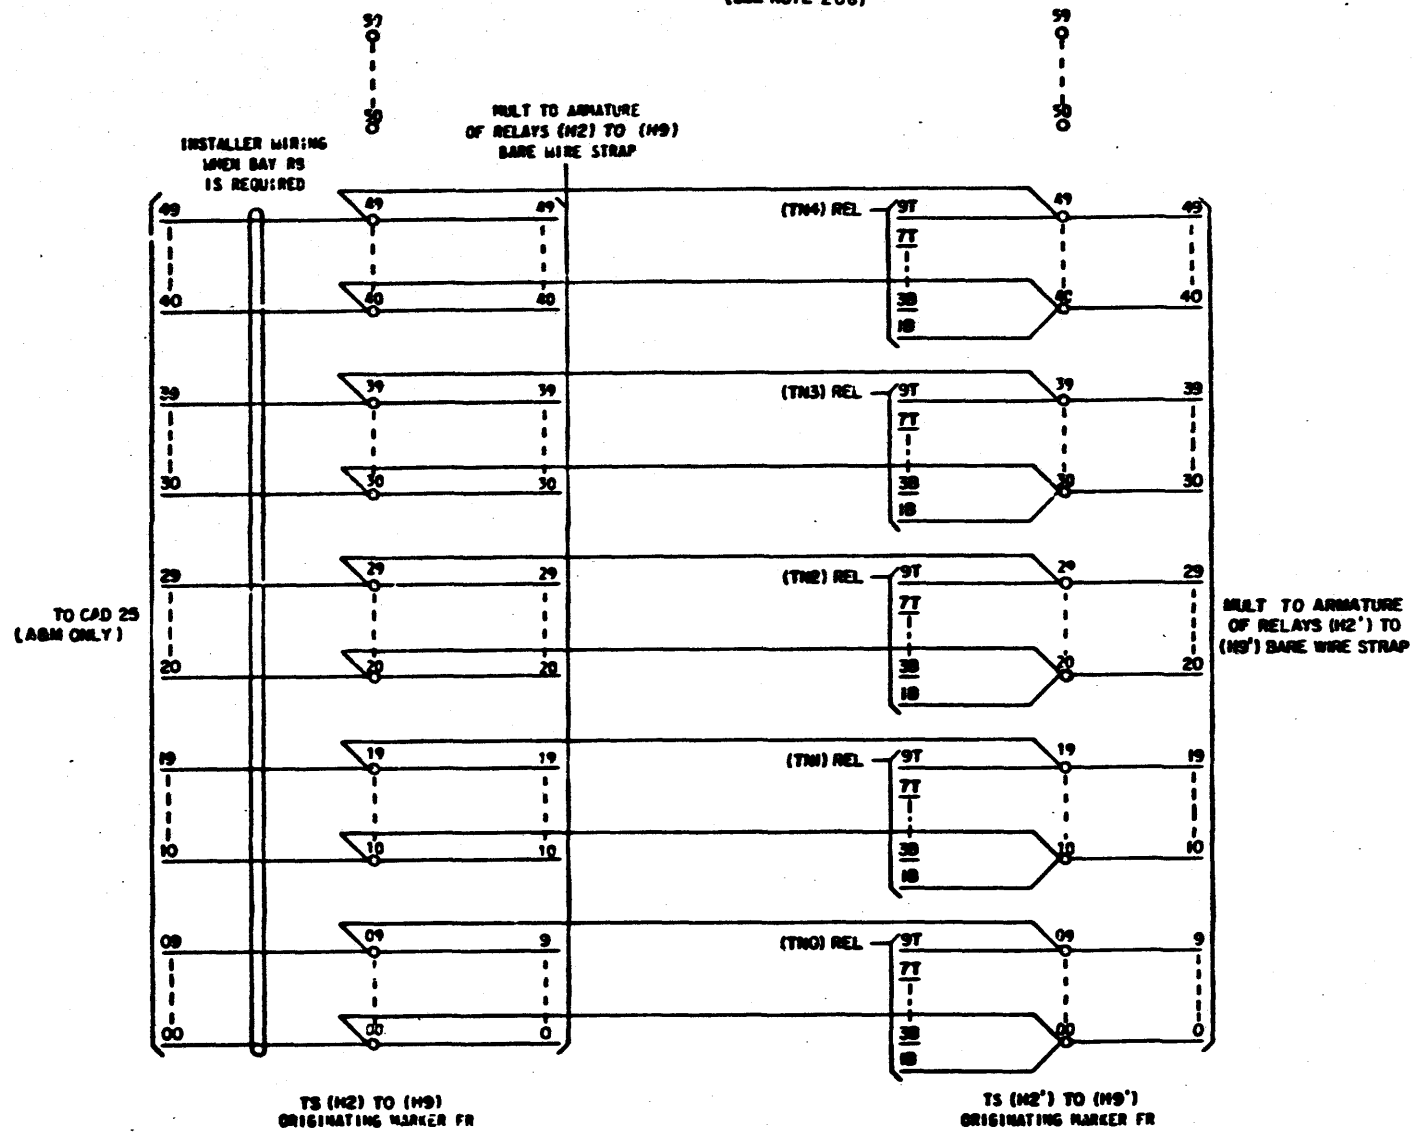 59
59
50
50
MULT TO ARMATURE
OF RELAYS (H2) TO (H9)
BARE WIRE STRAP
INSTALLER WIRING
WHEN BAY R9
IS REQUIRED
49 49 49 (TN4) REL 9T 49 49
7T
40 40 40 3B 40 40
1B
39 39 39 (TN3) REL 9T 39 39
7T
30 30 30 3B 30 30
1B
29 29 29 (TN2) REL 9T 29 29
7T
TO CAD 25
(ABM ONLY)
MULT TO ARMATURE
OF RELAYS (H2') TO
(H9') BARE WIRE STRAP
20 20 20 3B 20 20
1B
19 19 19 (TN1) REL 9T 19 19
7T
10 10 10 3B 10 10
1B
09 09 9 (TN0) REL 9T 09 9
7T
00 00 0 3B 00 0
1B
TS (H2) TO (H9)
ORIGINATING MARKER FR
TS (H2') TO (H9')
ORIGINATING MARKER FR